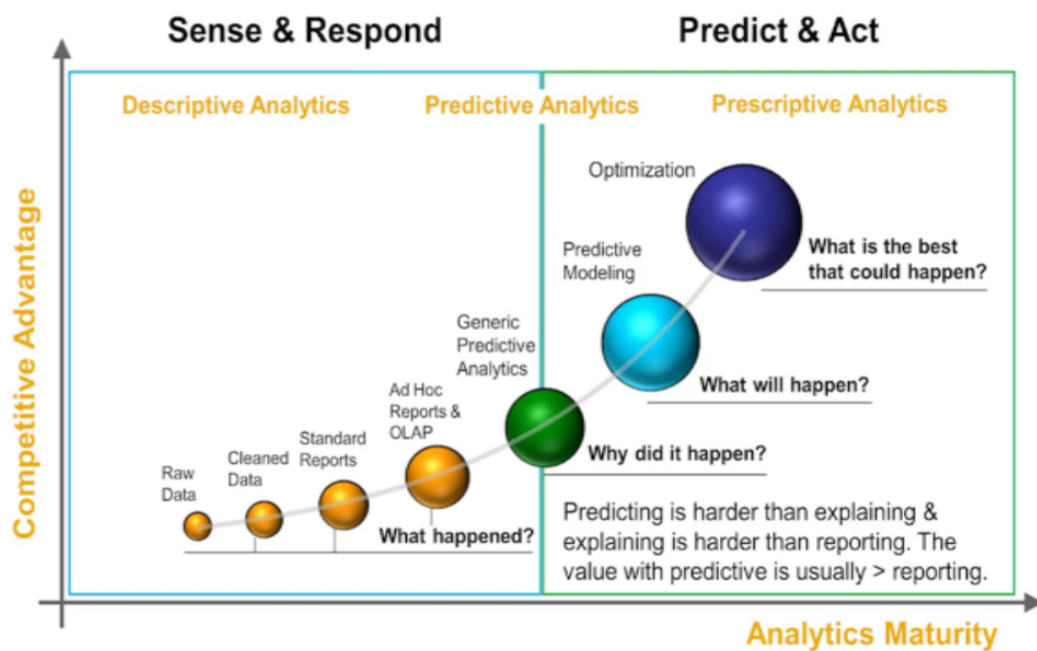 Sense & Respond
Predict & Act
Descriptive Analytics
Predictive Analytics
Prescriptive Analytics
Optimization
What is the best
that could happen?
Predictive
Modeling
What will happen?
Generic
Predictive
Analytics
Why did it happen?
Ad Hoc
Reports &
OLAP
Standard
Reports
Cleaned
Data
Raw
Data
What happened?
Predicting is harder than explaining &
explaining is harder than reporting. The
value with predictive is usually > reporting.
Competitive Advantage
Analytics Maturity